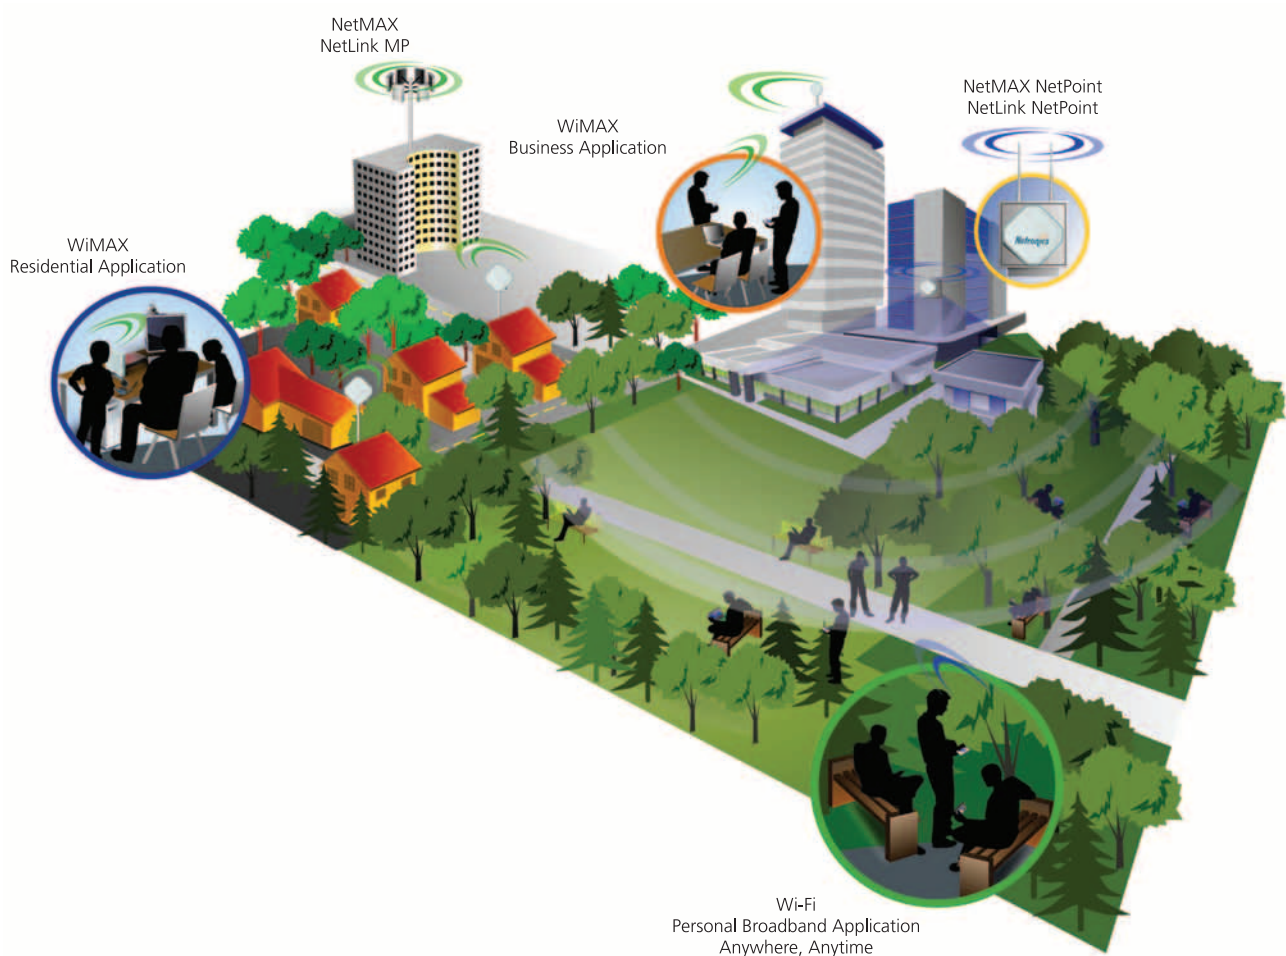 NetMAX
NetLink MP
WiMAX
Business Application
NetMAX NetPoint
NetLink NetPoint
WiMAX
Residential Application
Netronics
Wi-Fi
Personal Broadband Application
Anywhere, Anytime